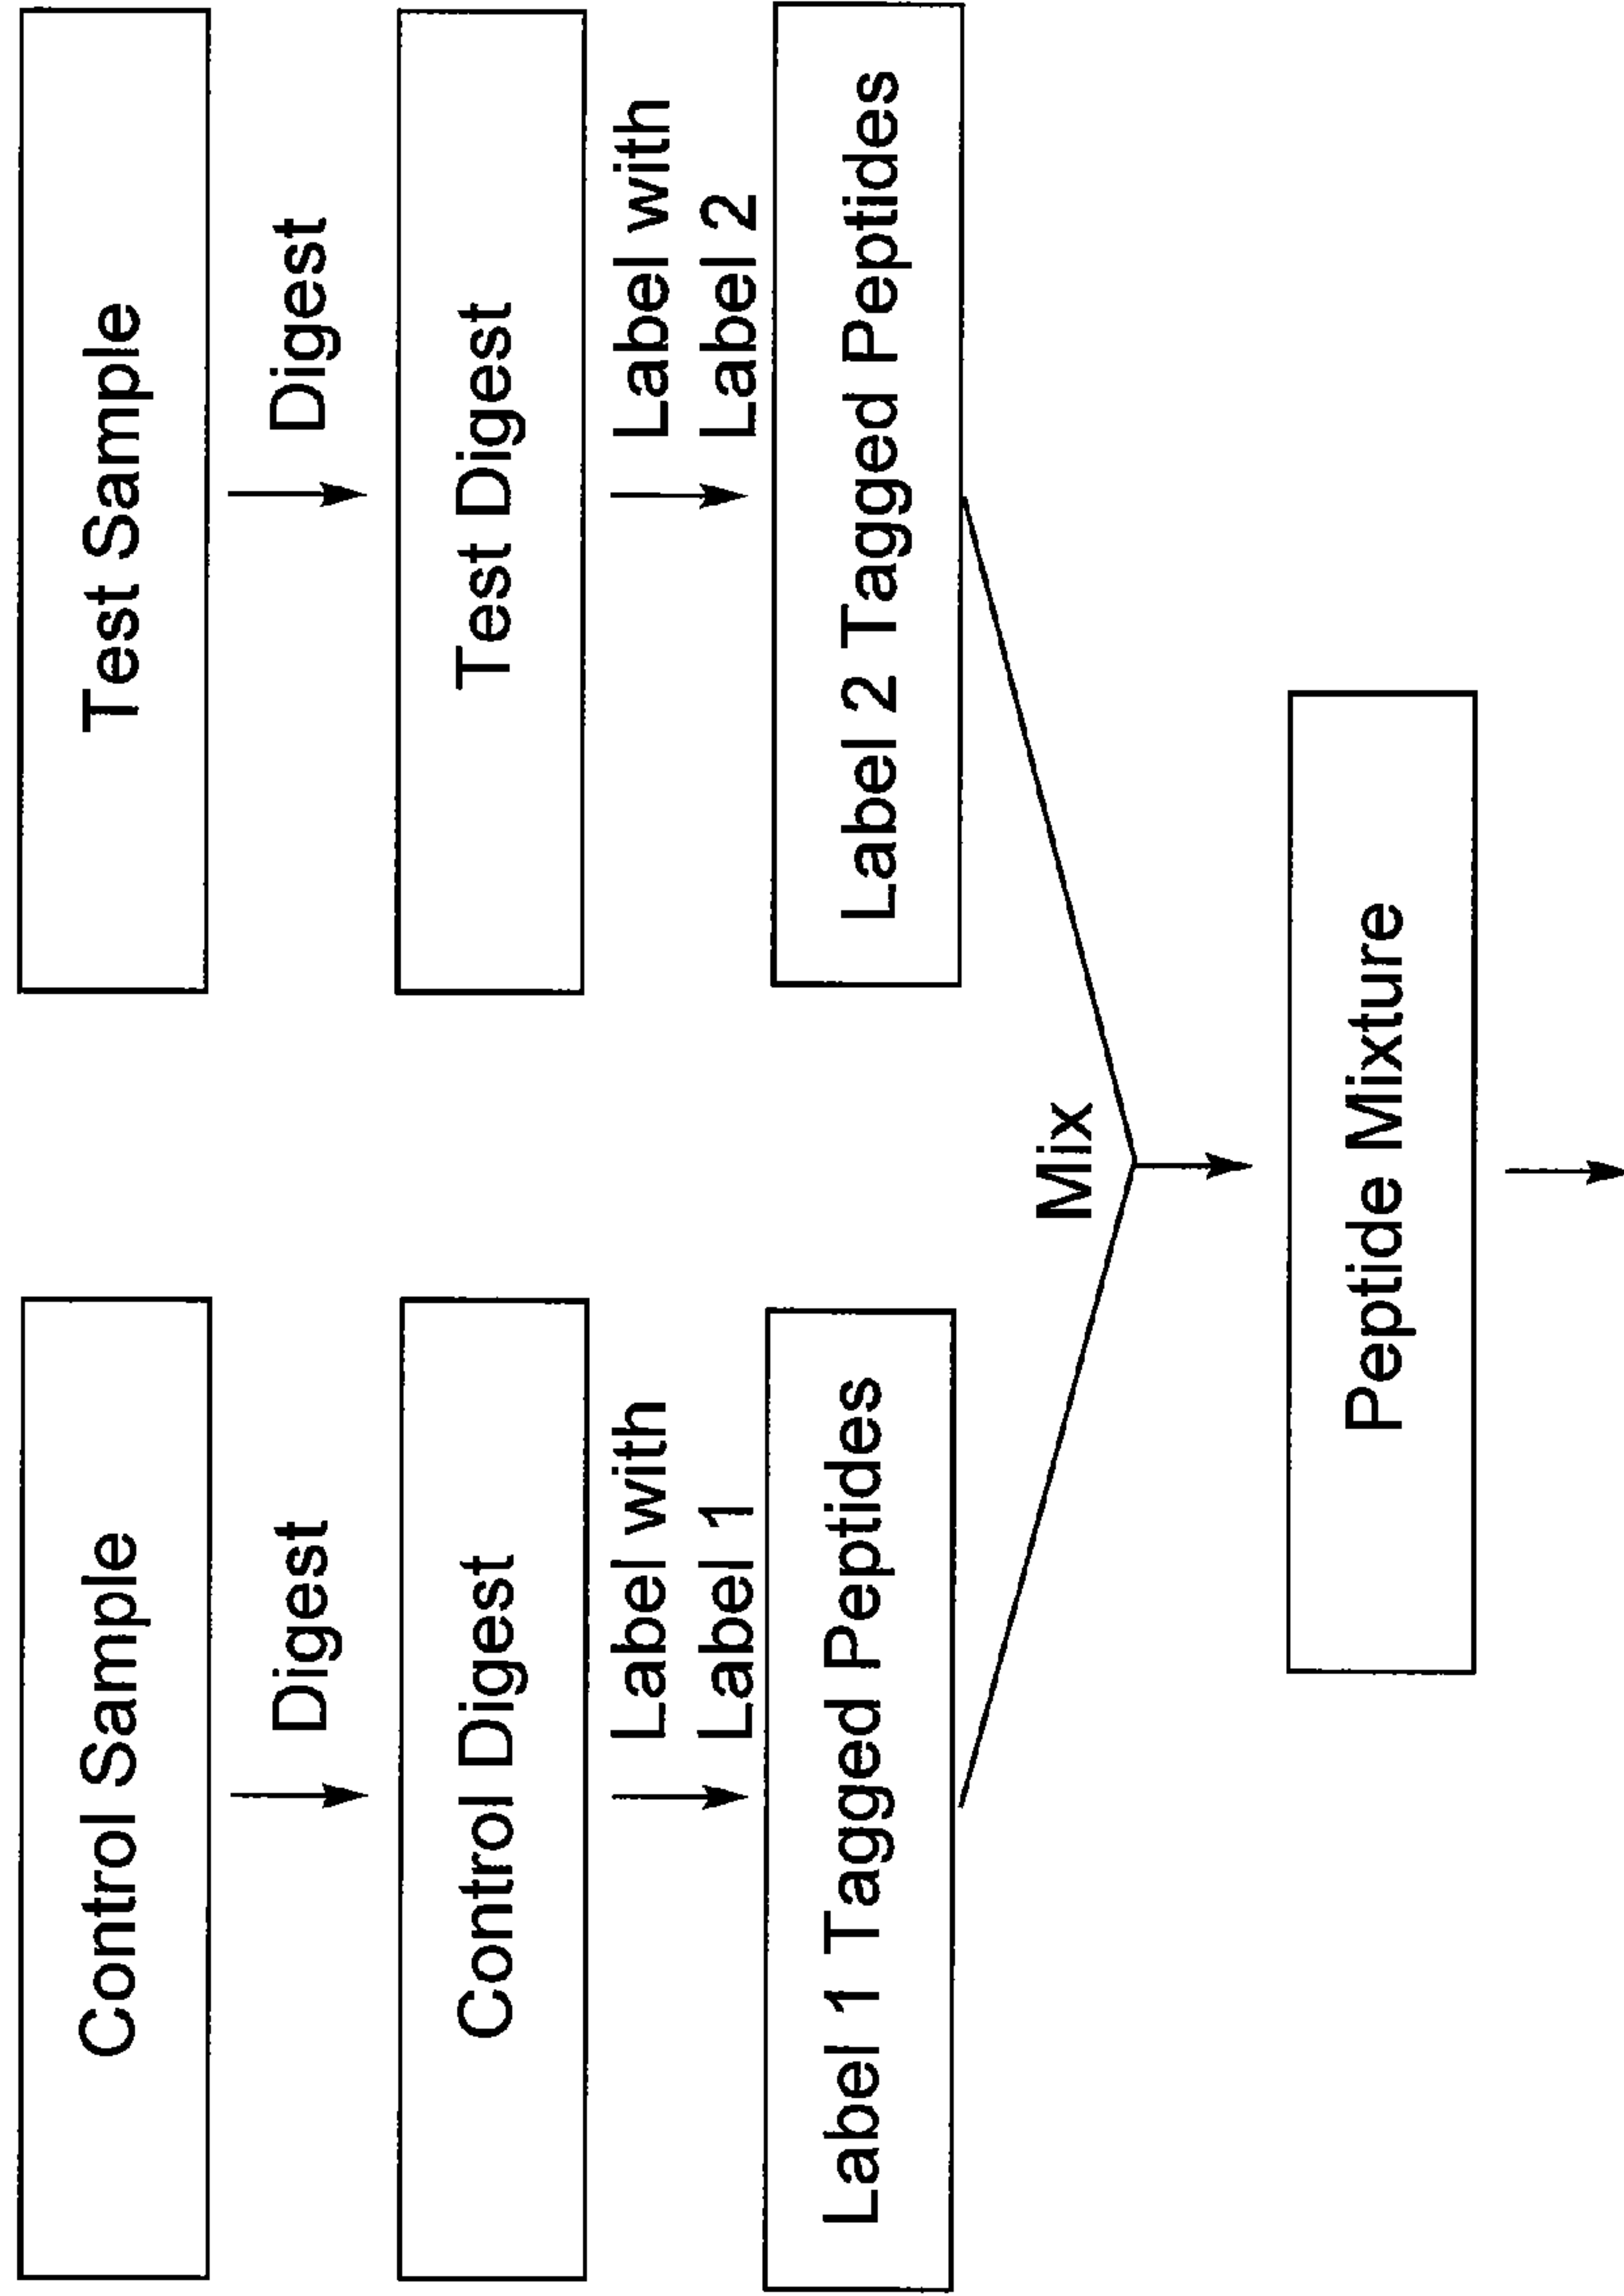 Control Sample
Test Sample
Digest
Digest
Control Digest
Test Digest
Label with
Label 1
Label with
Label 2
Label 1 Tagged Peptides
Label 2 Tagged Peptides
Mix
Peptide Mixture